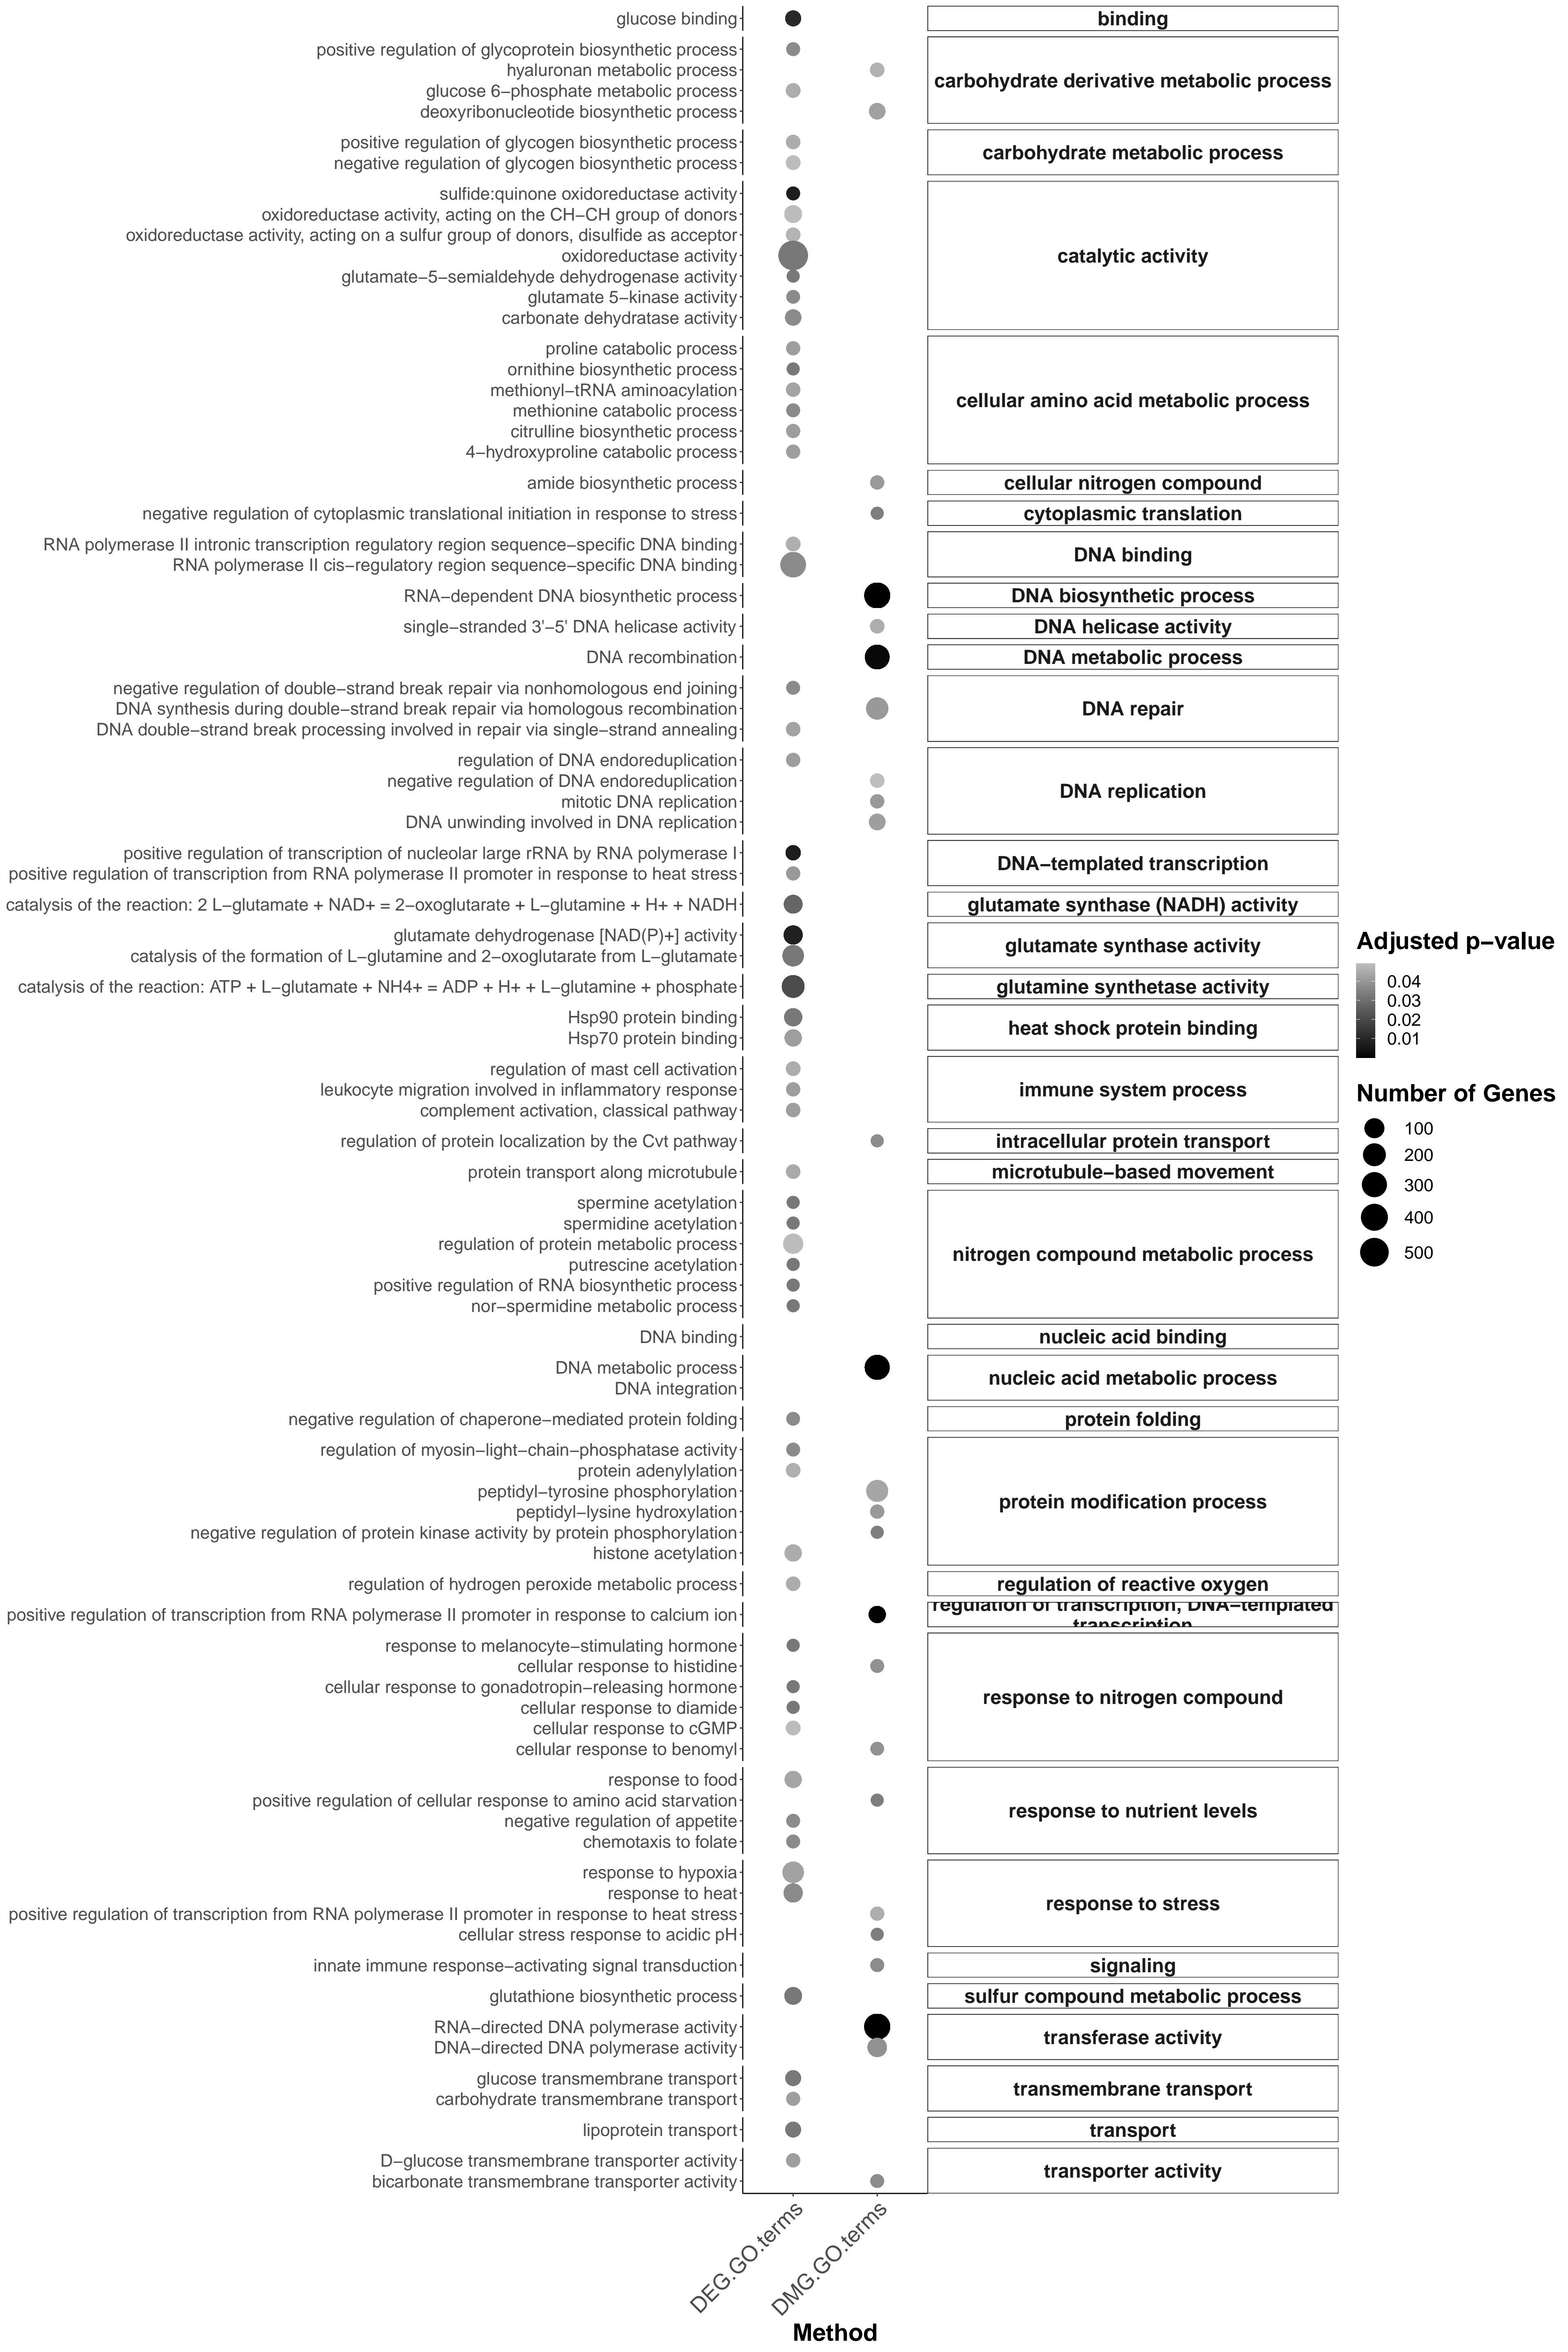 glucose binding
binding
positive regulation of glycoprotein biosynthetic process
hyaluronan metabolic process
glucose 6−phosphate metabolic process
deoxyribonucleotide biosynthetic process
carbohydrate derivative metabolic process
positive regulation of glycogen biosynthetic process
negative regulation of glycogen biosynthetic process
carbohydrate metabolic process
sulfide:quinone oxidoreductase activity
oxidoreductase activity, acting on the CH−CH group of donors
oxidoreductase activity, acting on a sulfur group of donors, disulfide as acceptor
oxidoreductase activity
glutamate−5−semialdehyde dehydrogenase activity
glutamate 5−kinase activity
carbonate dehydratase activity
catalytic activity
proline catabolic process
ornithine biosynthetic process
methionyl−tRNA aminoacylation
methionine catabolic process
citrulline biosynthetic process
4−hydroxyproline catabolic process
cellular amino acid metabolic process
amide biosynthetic process
cellular nitrogen compound
negative regulation of cytoplasmic translational initiation in response to stress
cytoplasmic translation
RNA polymerase II intronic transcription regulatory region sequence−specific DNA binding
RNA polymerase II cis−regulatory region sequence−specific DNA binding
DNA binding
RNA−dependent DNA biosynthetic process
DNA biosynthetic process
single−stranded 3'−5' DNA helicase activity
DNA helicase activity
DNA recombination
DNA metabolic process
negative regulation of double−strand break repair via nonhomologous end joining
DNA synthesis during double−strand break repair via homologous recombination
DNA double−strand break processing involved in repair via single−strand annealing
DNA repair
regulation of DNA endoreduplication
negative regulation of DNA endoreduplication
mitotic DNA replication
DNA unwinding involved in DNA replication
DNA replication
positive regulation of transcription of nucleolar large rRNA by RNA polymerase I
positive regulation of transcription from RNA polymerase II promoter in response to heat stress
DNA−templated transcription
catalysis of the reaction: 2 L−glutamate + NAD+ = 2−oxoglutarate + L−glutamine + H+ + NADH
glutamate synthase (NADH) activity
glutamate dehydrogenase [NAD(P)+] activity
catalysis of the formation of L−glutamine and 2−oxoglutarate from L−glutamate
glutamate synthase activity
catalysis of the reaction: ATP + L−glutamate + NH4+ = ADP + H+ + L−glutamine + phosphate
glutamine synthetase activity
Hsp90 protein binding
Hsp70 protein binding
heat shock protein binding
regulation of mast cell activation
leukocyte migration involved in inflammatory response
complement activation, classical pathway
immune system process
regulation of protein localization by the Cvt pathway
intracellular protein transport
protein transport along microtubule
microtubule−based movement
spermine acetylation
spermidine acetylation
regulation of protein metabolic process
putrescine acetylation
positive regulation of RNA biosynthetic process
nor−spermidine metabolic process
nitrogen compound metabolic process
DNA binding
nucleic acid binding
DNA metabolic process
DNA integration
nucleic acid metabolic process
negative regulation of chaperone−mediated protein folding
protein folding
regulation of myosin−light−chain−phosphatase activity
protein adenylylation
peptidyl−tyrosine phosphorylation
peptidyl−lysine hydroxylation
negative regulation of protein kinase activity by protein phosphorylation
histone acetylation
protein modification process
regulation of hydrogen peroxide metabolic process
regulation of reactive oxygen
positive regulation of transcription from RNA polymerase II promoter in response to calcium ion
regulation of transcription, DNA−templated
transcription
response to melanocyte−stimulating hormone
cellular response to histidine
cellular response to gonadotropin−releasing hormone
cellular response to diamide
cellular response to cGMP
cellular response to benomyl
response to nitrogen compound
response to food
positive regulation of cellular response to amino acid starvation
negative regulation of appetite
chemotaxis to folate
response to nutrient levels
response to hypoxia
response to heat
positive regulation of transcription from RNA polymerase II promoter in response to heat stress
cellular stress response to acidic pH
response to stress
innate immune response−activating signal transduction
signaling
glutathione biosynthetic process
sulfur compound metabolic process
RNA−directed DNA polymerase activity
DNA−directed DNA polymerase activity
transferase activity
glucose transmembrane transport
carbohydrate transmembrane transport
transmembrane transport
lipoprotein transport
transport
D−glucose transmembrane transporter activity
bicarbonate transmembrane transporter activity
transporter activity
DEG.GO.terms
DMG.GO.terms
Method
Adjusted p−value
0.04
0.03
0.02
0.01
Number of Genes
100
200
300
400
500